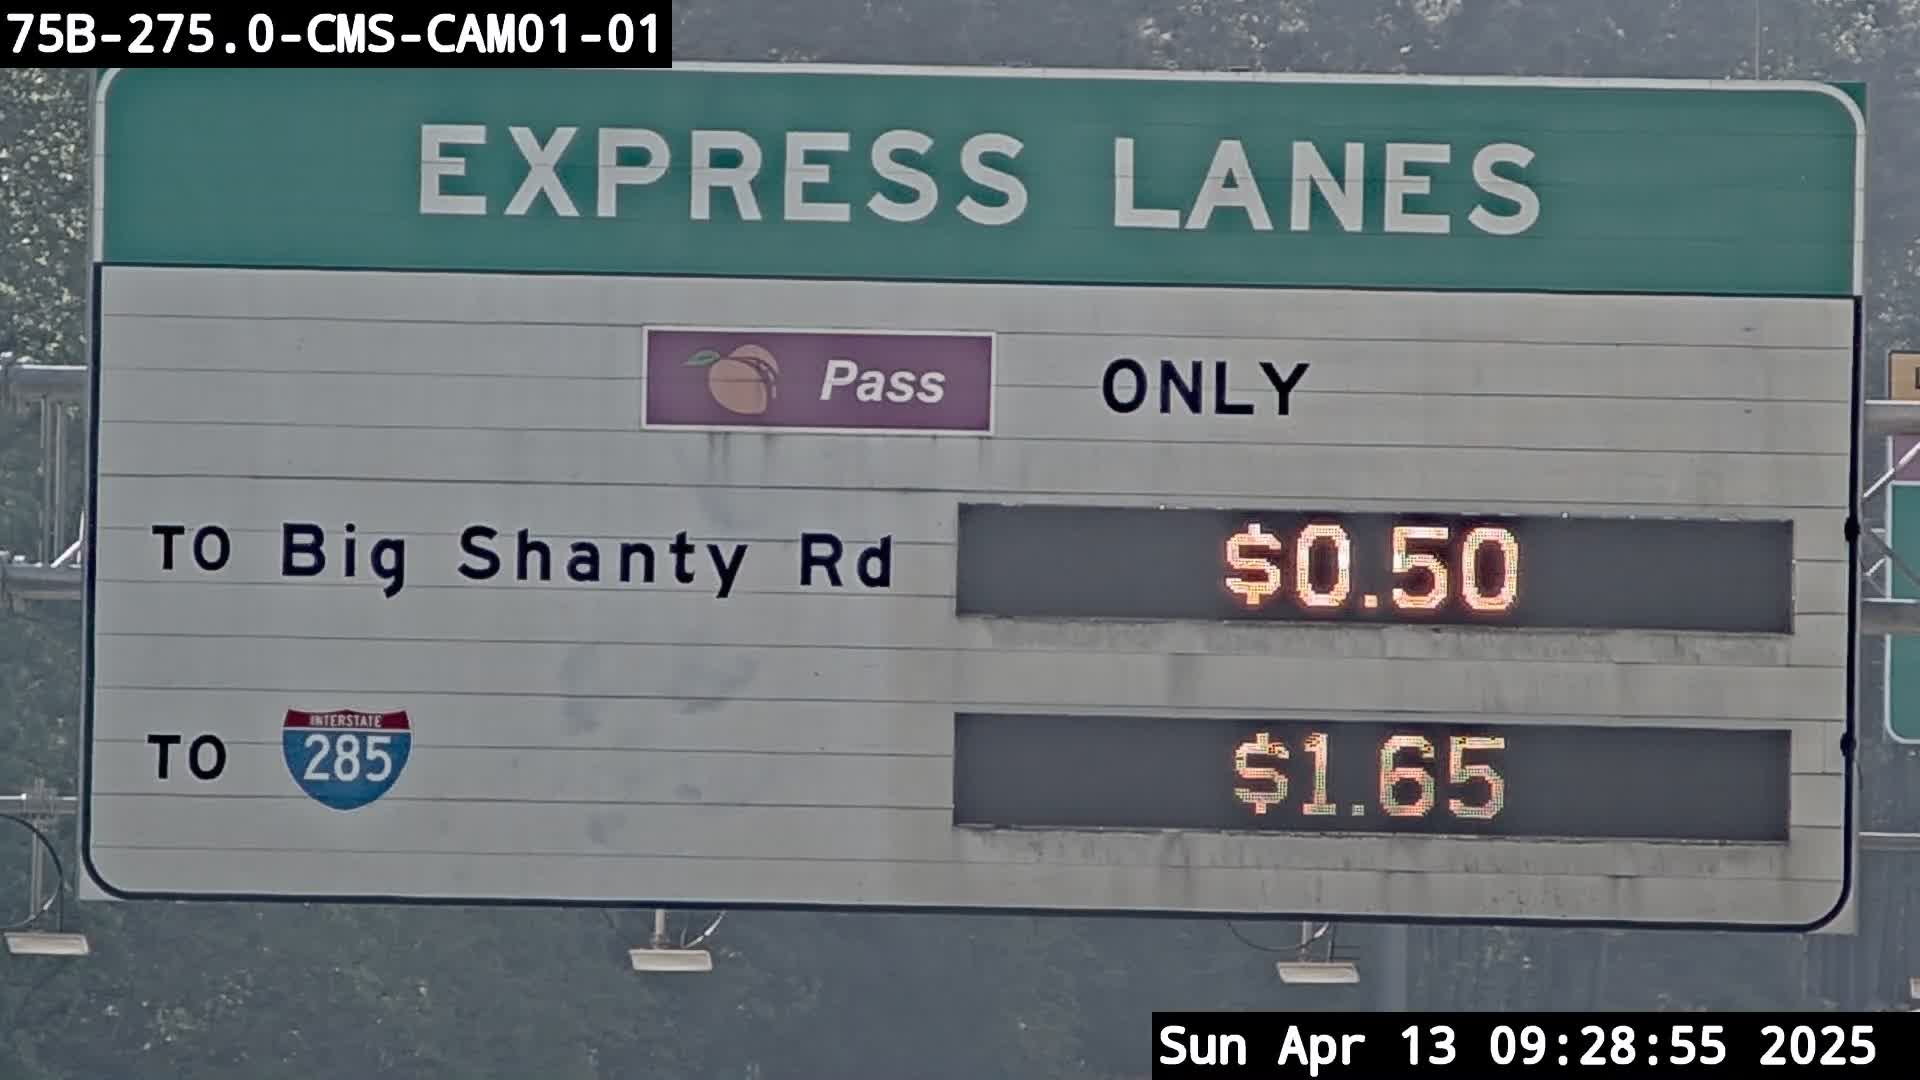 75B-275.0-CMS-CAM01-01
EXPRESS LANES
Pass ONLY
TO Big Shanty Rd $0.50
INTERSTATE
TO 285 $1.65
Sun Apr 13 09:28:55 2025